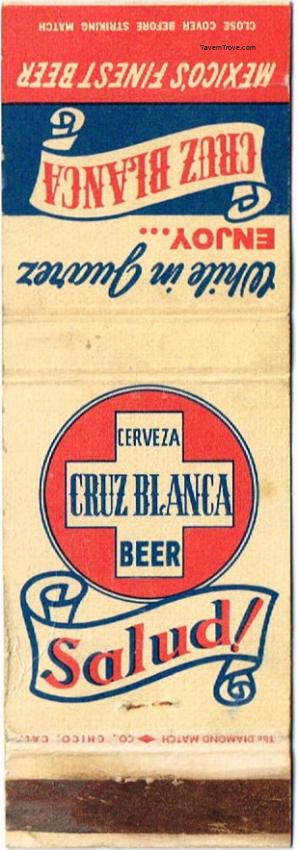 TavernTrove.com
While in Juarez
ENJOY...
CRUZ BLANCA
MEXICO'S FINEST BEER
CLOSE COVER BEFORE STRIKING MATCH
CERVEZA
CRUZ BLANCA
BEER
Salud!
The DIAMOND MATCH CO., CHICO, CAL.